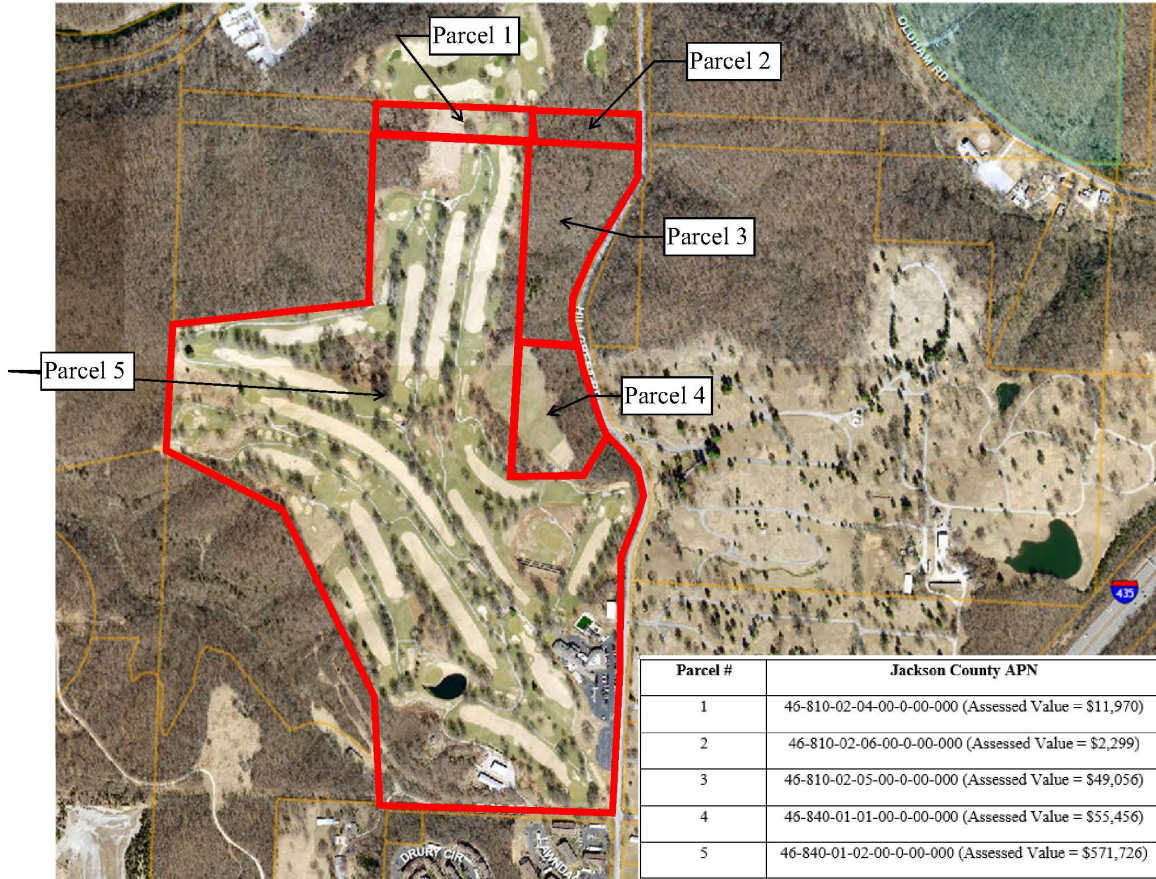 Parcel 1
Parcel 2
OLDHAM RD
Parcel 3
Parcel 5
Parcel 4
435
Parcel #	Jackson County APN
1	46-810-02-04-00-0-00-000 (Assessed Value = $11,970)
2	46-810-02-06-00-0-00-000 (Assessed Value = $2,299)
3	46-810-02-05-00-0-00-000 (Assessed Value = $49,056)
4	46-840-01-01-00-0-00-000 (Assessed Value = $55,456)
5	46-840-01-02-00-0-00-000 (Assessed Value = $571,726)
DRURY CIR